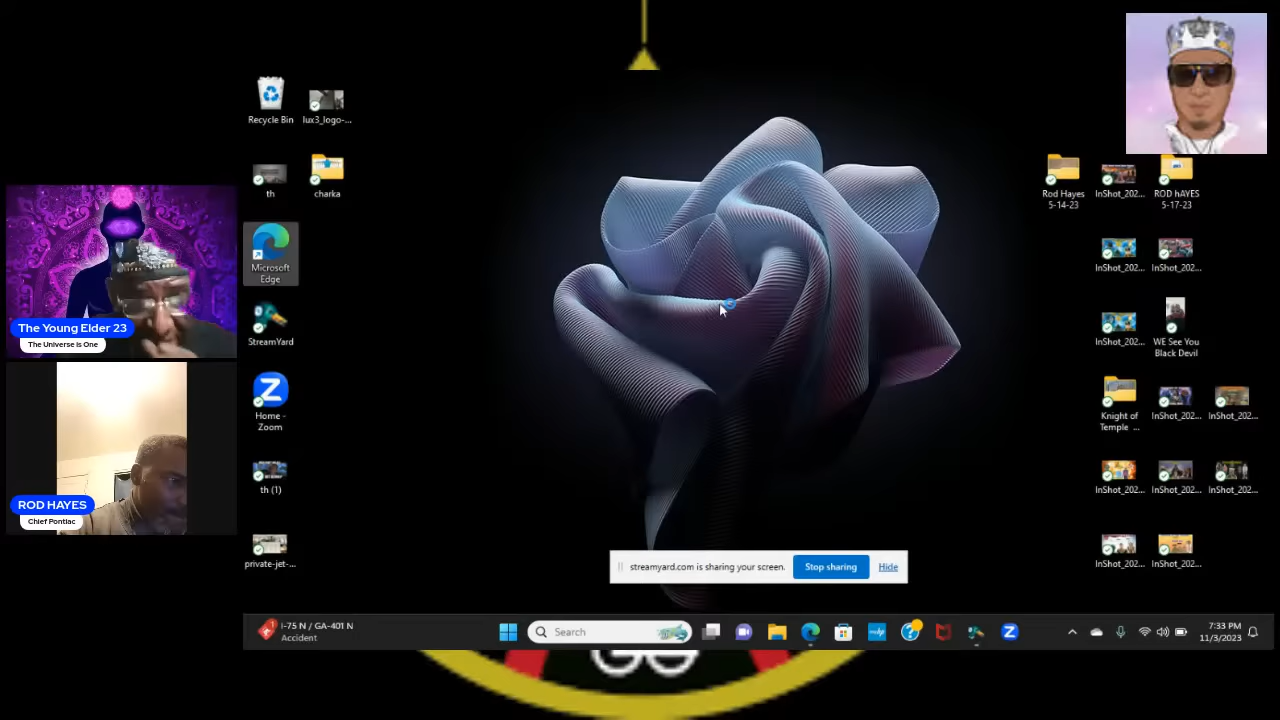 Recycle Bin
lux3_logo-...
th
charka
Microsoft
Edge
StreamYard
Home -
Zoom
th (1)
private-jet-...
The Young Elder 23
The Universe is One
ROD HAYES
Chief Pontiac
Rod Hayes
5-14-23
InShot_202...
ROD hAYES
5-17-23
InShot_202...
InShot_202...
InShot_202...
WE See You
Black Devil
Knight of
Temple ...
InShot_202...
InShot_202...
InShot_202...
InShot_202...
InShot_202...
InShot_202...
InShot_202...
streamyard.com is sharing your screen.
Stop sharing
Hide
I-75 N / GA-401 N
Accident
Search
7:33 PM
11/3/2023